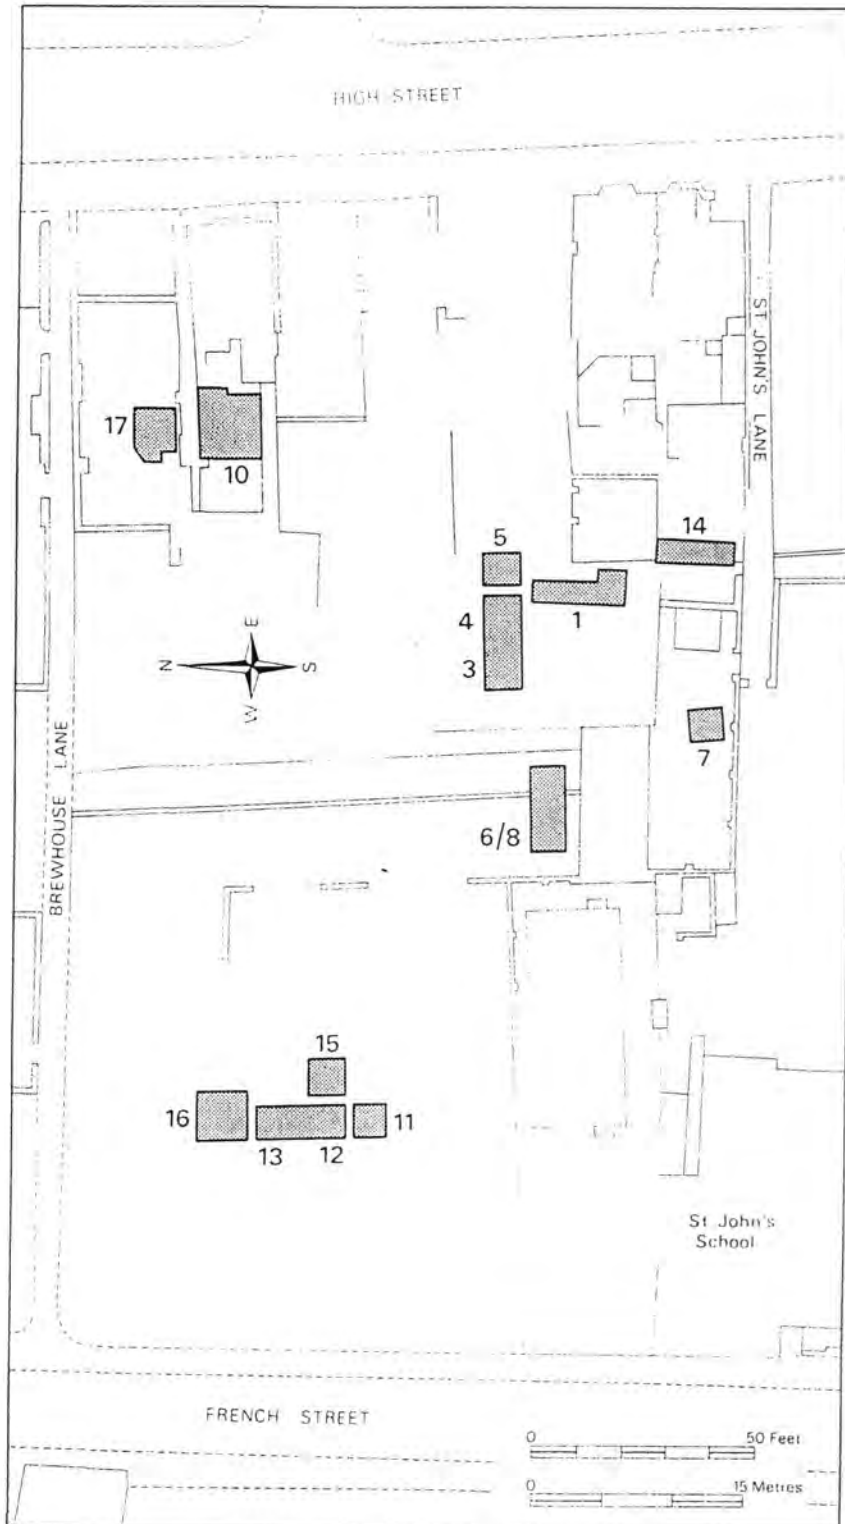 HIGH STREET
ST JOHN'S LANE
17
10
14
5
4
1
3
E
N
S
W
7
BREWHOUSE LANE
6/8
15
16
11
13
12
St John's
School
FRENCH STREET
0 50 Feet
0 15 Metres